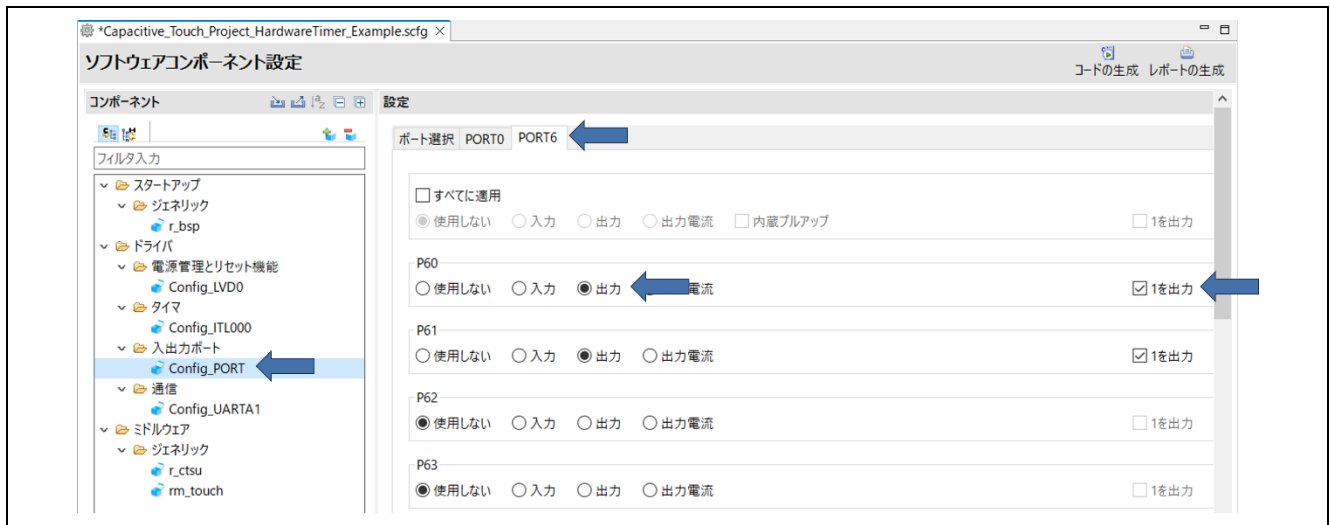 *Capacitive_Touch_Project_HardwareTimer_Example.scfg
ソフトウェアコンポーネント設定
コードの生成 レポートの生成
コンポーネント
設定
フィルタ入力
スタートアップ
ジェネリック
r_bsp
ドライバ
電源管理とリセット機能
Config_LVD0
タイマ
Config_ITL000
入出力ポート
Config_PORT
通信
Config_UARTA1
ミドルウェア
ジェネリック
r_ctsu
rm_touch
ポート選択 PORT0 PORT6
すべてに適用
使用しない 入力 出力 出力電流 内蔵プルアップ 1を出力
P60
使用しない 入力 出力 電流 1を出力
P61
使用しない 入力 出力 出力電流 1を出力
P62
使用しない 入力 出力 出力電流 1を出力
P63
使用しない 入力 出力 出力電流 1を出力